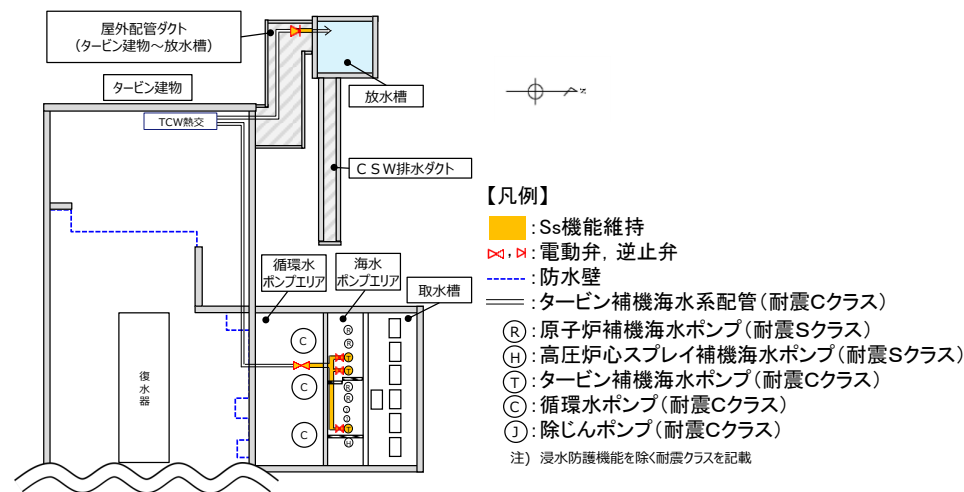 屋外配管ダクト
(タービン建物～放水槽)
タービン建物
TCW熱交
放水槽
N
CSW排水ダクト
循環水
ポンプエリア
海水
ポンプエリア
取水槽
復水器
C
C
C
R
R
T
T
R
R
J
J
T
H
【凡例】
:Ss機能維持
, :電動弁, 逆止弁
:防水壁
:タービン補機海水系配管(耐震Cクラス)
R:原子炉補機海水ポンプ(耐震Sクラス)
H:高圧炉心スプレイ補機海水ポンプ(耐震Sクラス)
T:タービン補機海水ポンプ(耐震Cクラス)
C:循環水ポンプ(耐震Cクラス)
J:除じんポンプ(耐震Cクラス)
注) 浸水防護機能を除く耐震クラスを記載